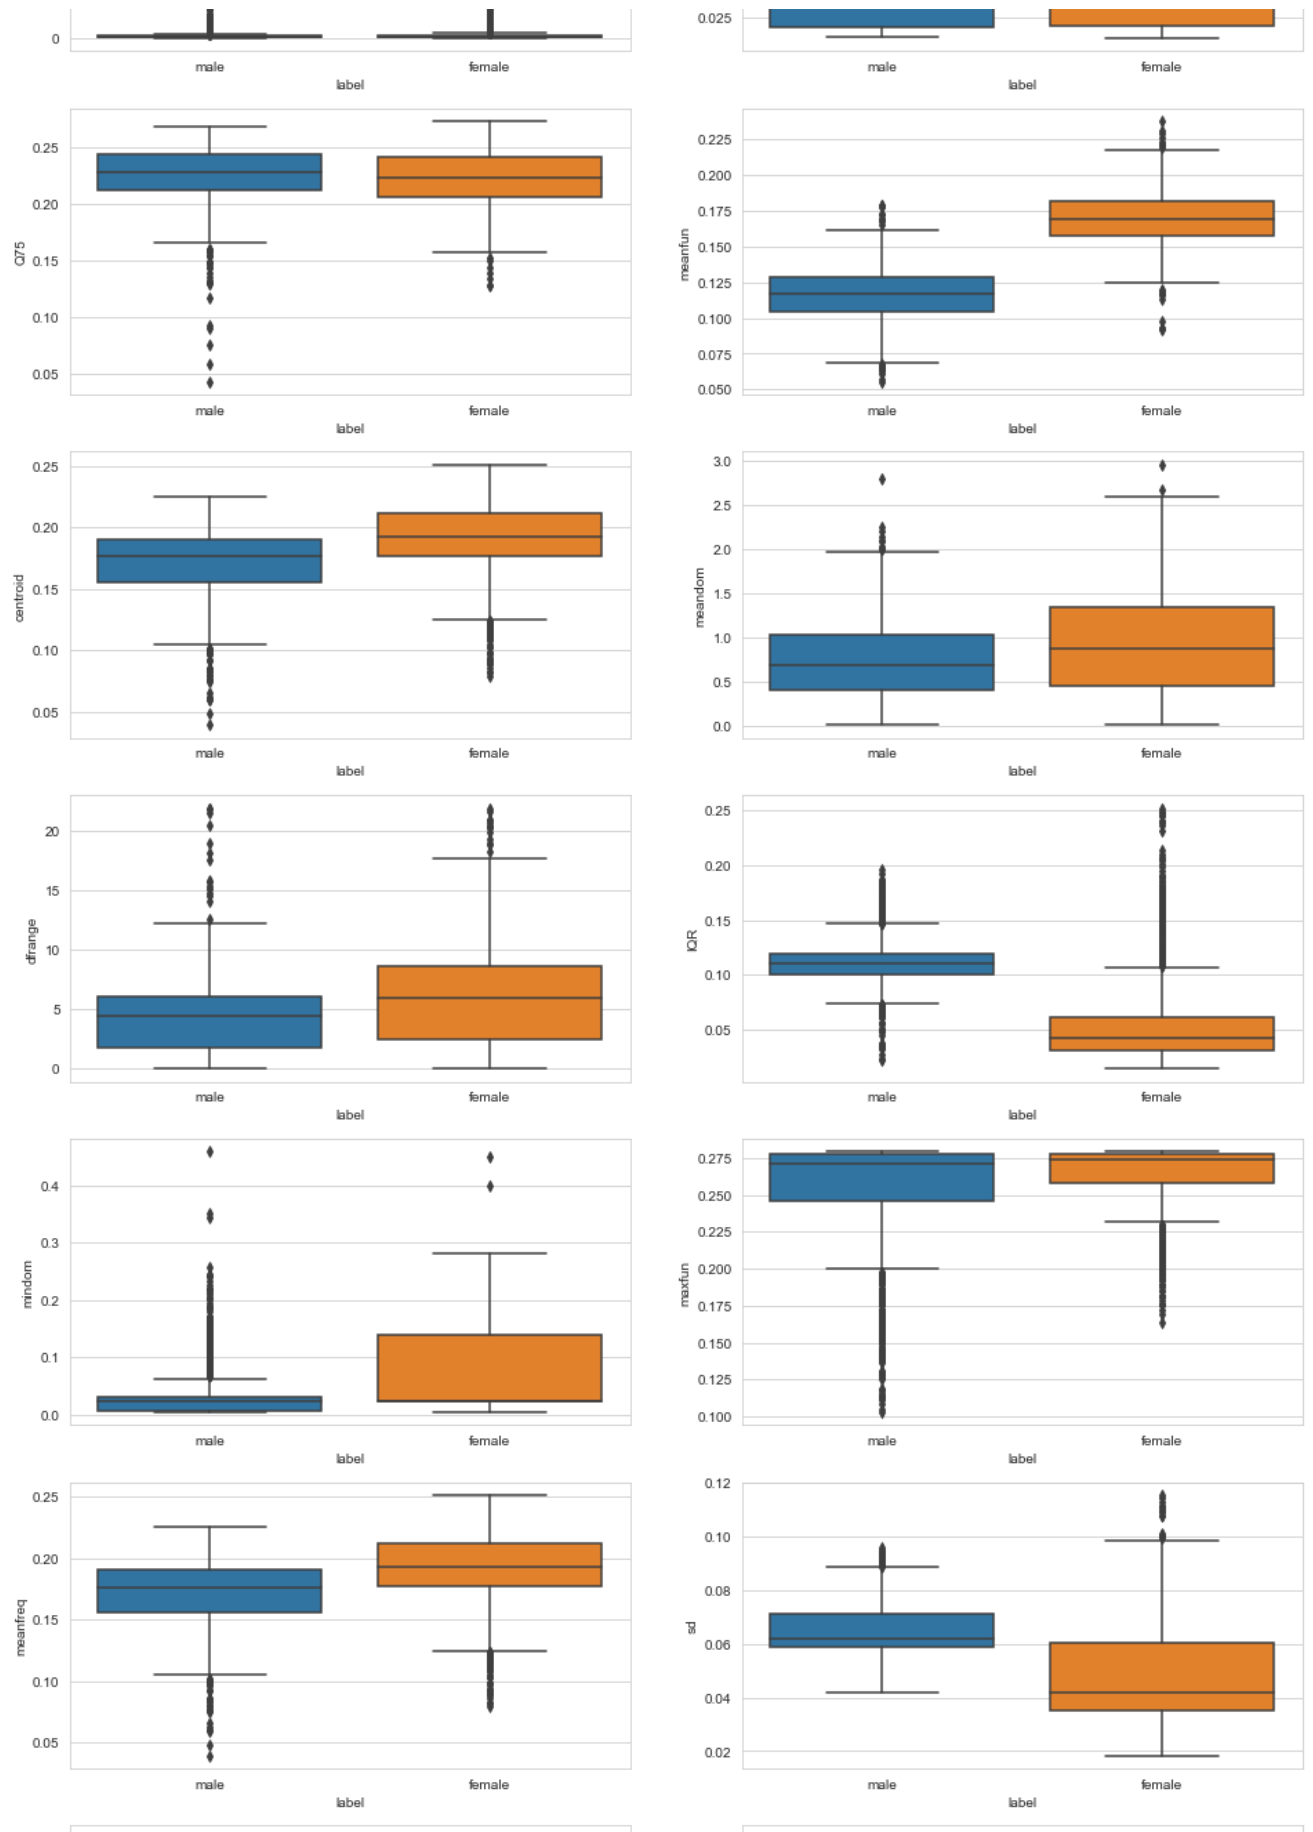 0
male
female
label
0.025
male
female
label
0.25
0.20
0.15
0.10
0.05
Q75
male
female
label
0.225
0.200
0.175
0.150
0.125
0.100
0.075
0.050
meanfun
male
female
label
0.25
0.20
0.15
0.10
0.05
centroid
male
female
label
3.0
2.5
2.0
1.5
1.0
0.5
0.0
meandom
male
female
label
20
15
10
5
0
dfrange
male
female
label
0.25
0.20
0.15
0.10
0.05
IQR
male
female
label
0.4
0.3
0.2
0.1
0.0
mindom
male
female
label
0.275
0.250
0.225
0.200
0.175
0.150
0.125
0.100
maxfun
male
female
label
0.25
0.20
0.15
0.10
0.05
meanfreq
male
female
label
0.12
0.10
0.08
0.06
0.04
0.02
sd
male
female
label